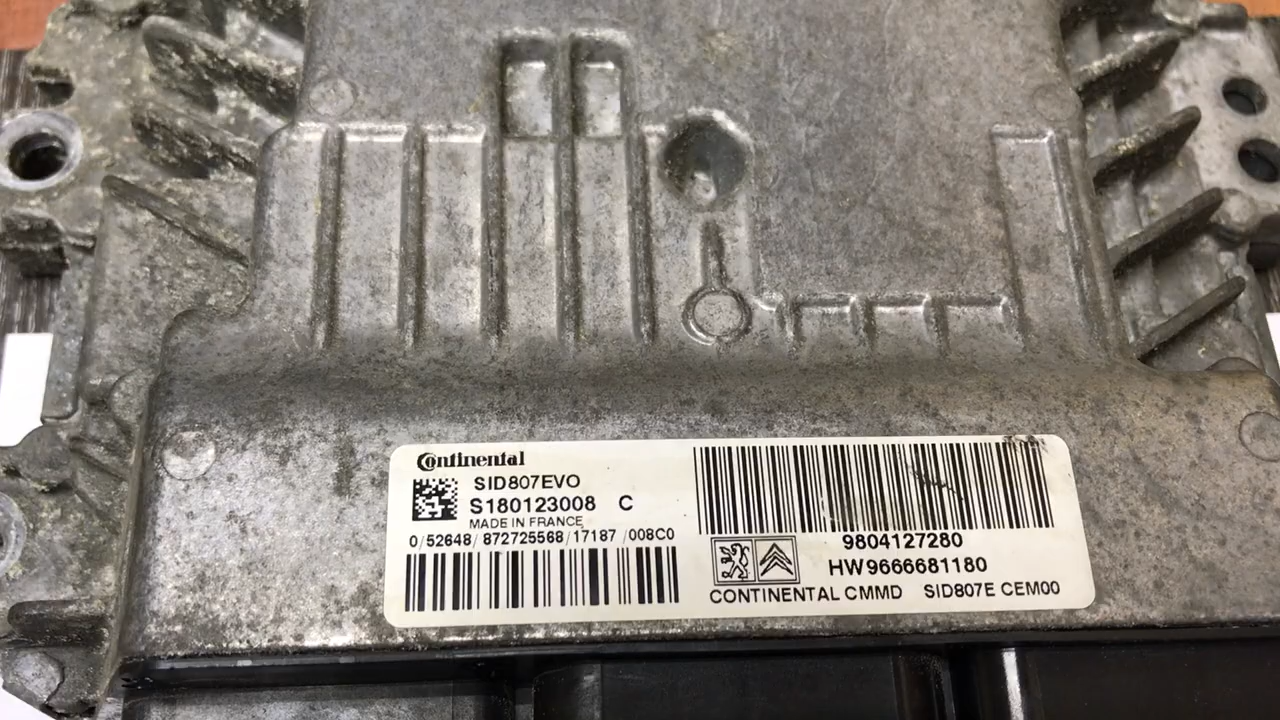 Continental
SID807EVO
S180123008 C
MADE IN FRANCE
0/52648/872725568/17187/008C0
9804127280
HW9666681180
CONTINENTAL CMMD SID807E CEM00